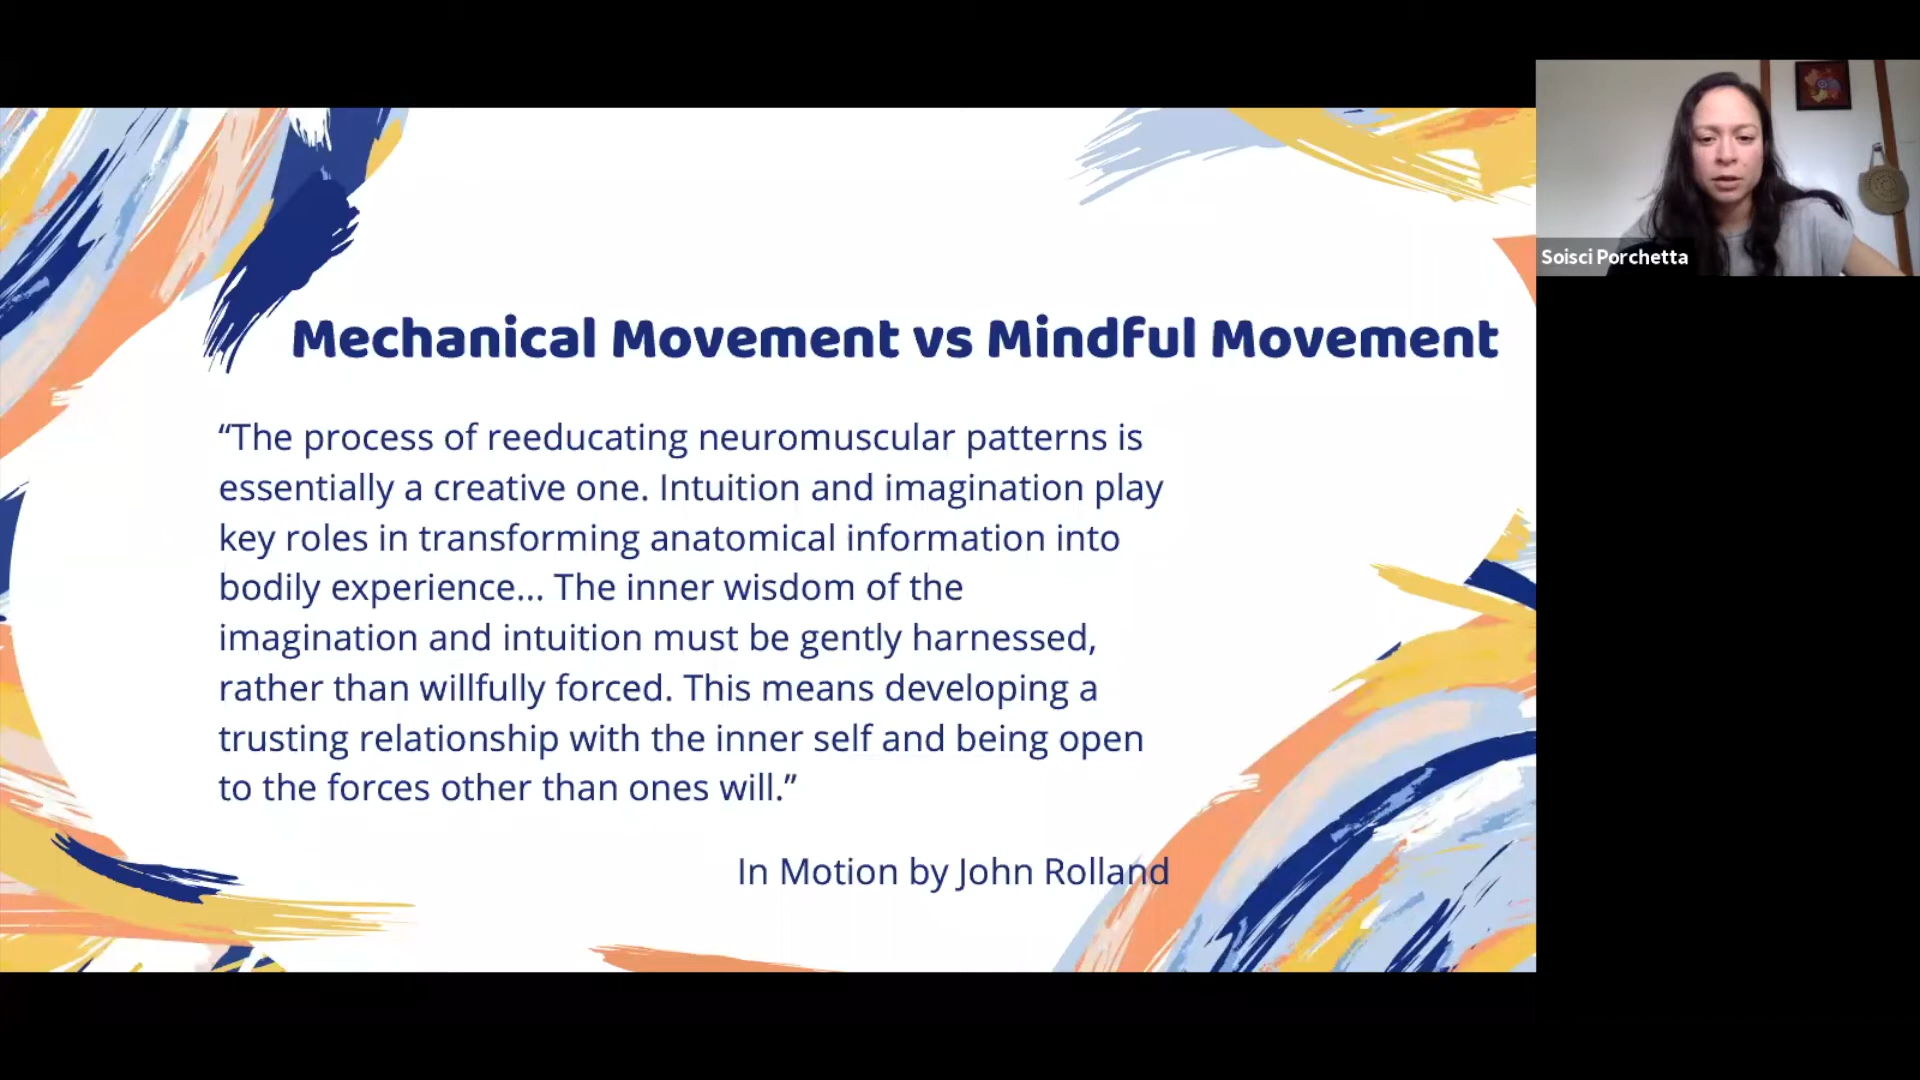 Mechanical Movement vs Mindful Movement
“The process of reeducating neuromuscular patterns is
essentially a creative one. Intuition and imagination play
key roles in transforming anatomical information into
bodily experience... The inner wisdom of the
imagination and intuition must be gently harnessed,
rather than willfully forced. This means developing a
trusting relationship with the inner self and being open
to the forces other than ones will.”
In Motion by John Rolland
Soisci Porchetta